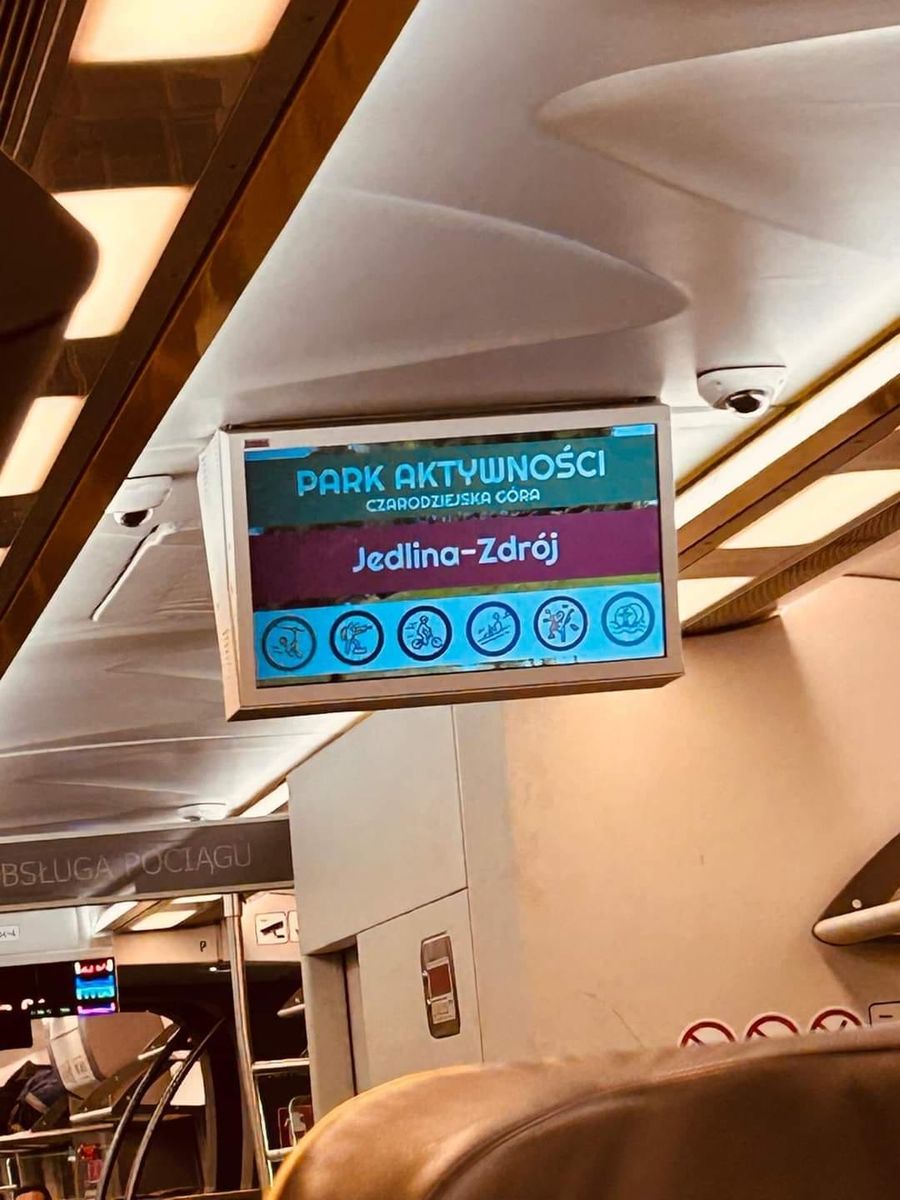 PARK AKTYWNOŚCI
CZARODZIEJSKA GÓRA
Jedlina-Zdrój
BSŁUGA POCIĄGU
P